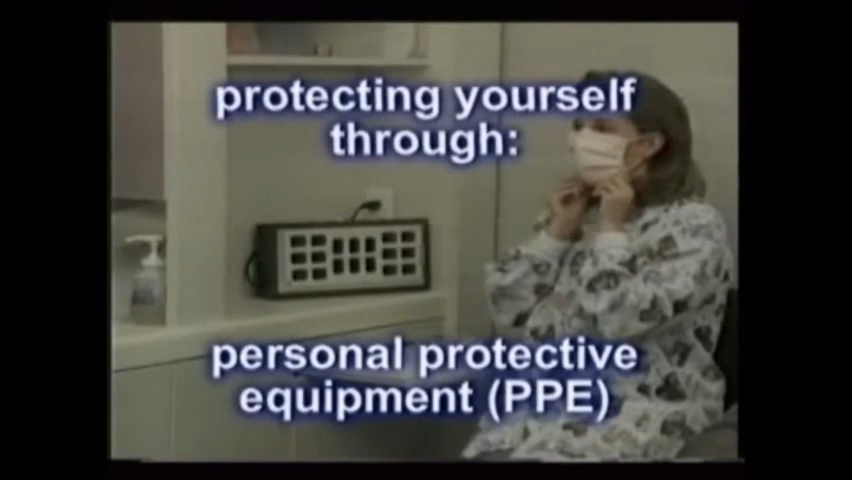 protecting yourself
through:
personal protective
equipment (PPE)